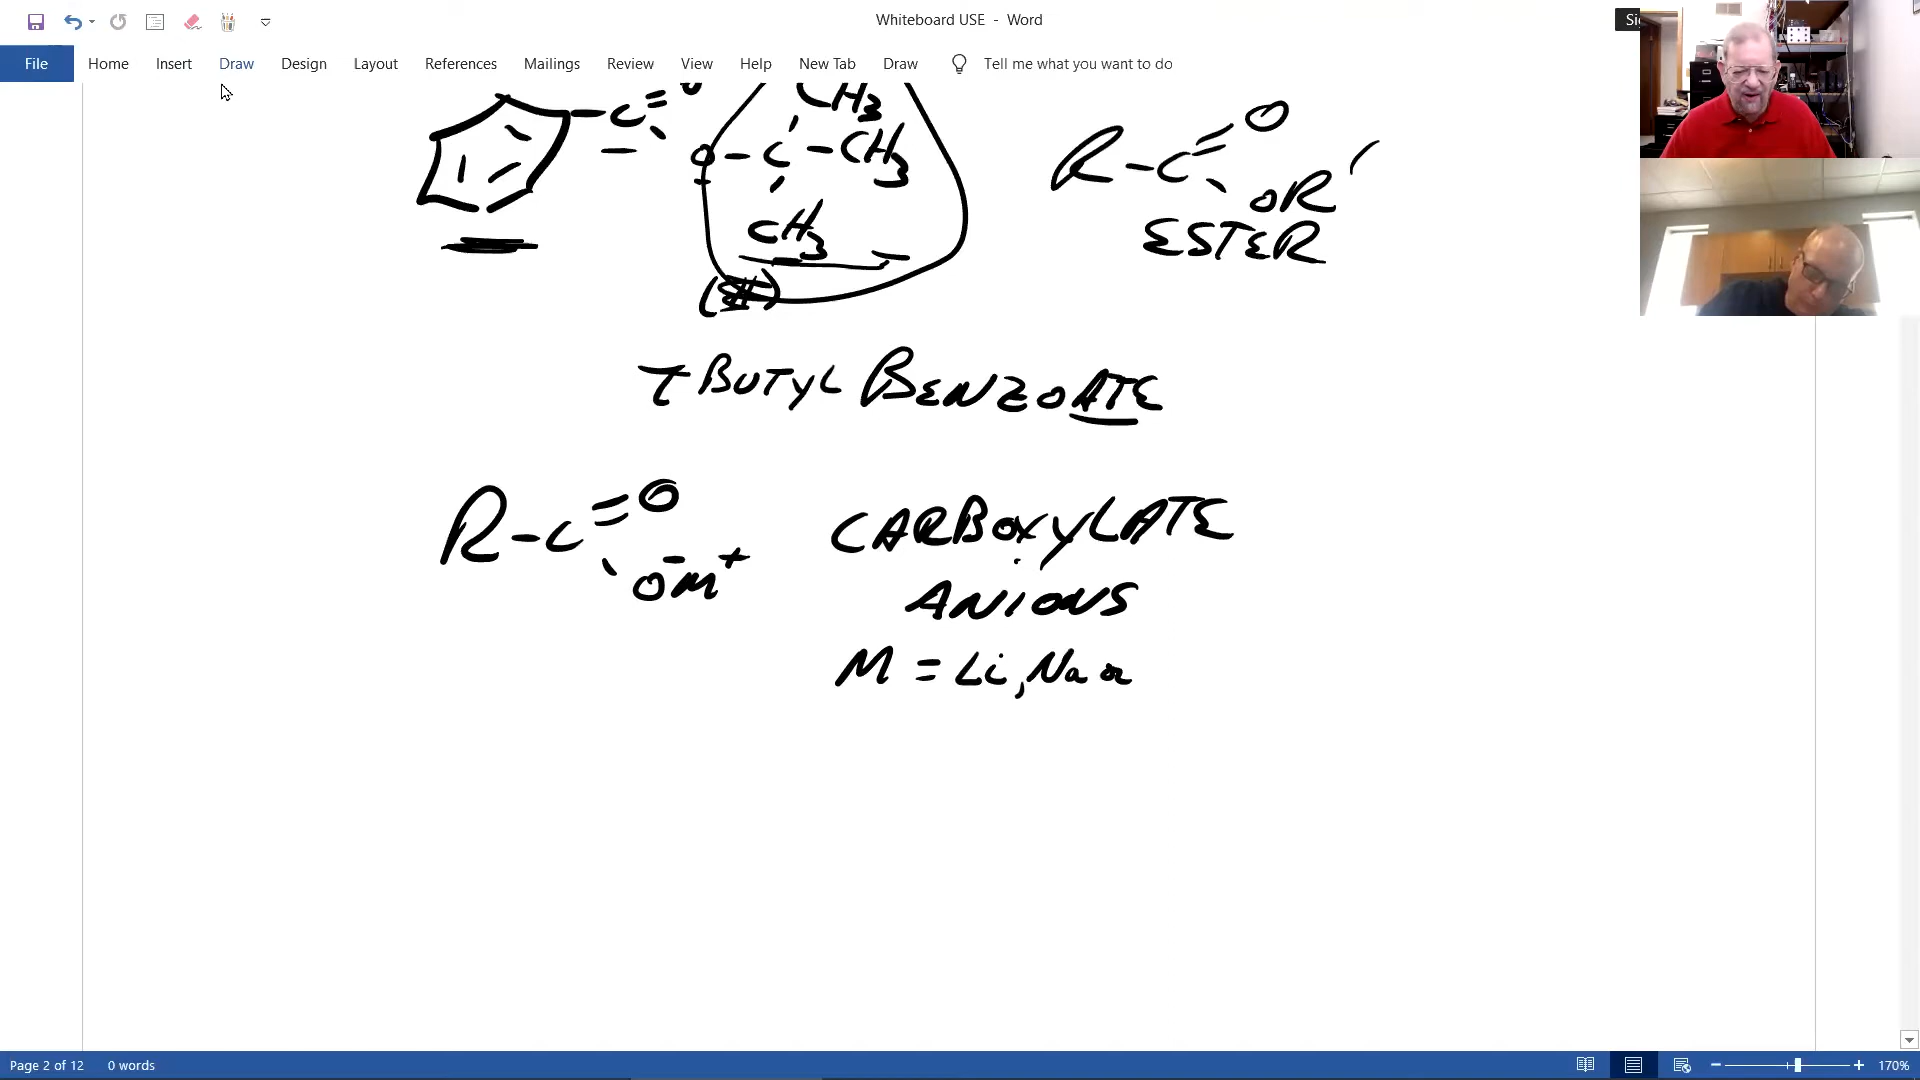 Whiteboard USE - Word
Si
File Home Insert Draw Design Layout References Mailings Review View Help New Tab Draw Tell me what you want to do
CH3
-C=O
O-C-CH3
CH3
(H)
R-C=O
OR'
ESTER
T BUTYL BENZOATE
R-C=O
O⁻M⁺
CARBOXYLATE
ANIONS
M = Li, Na or
Page 2 of 12 0 words
170%